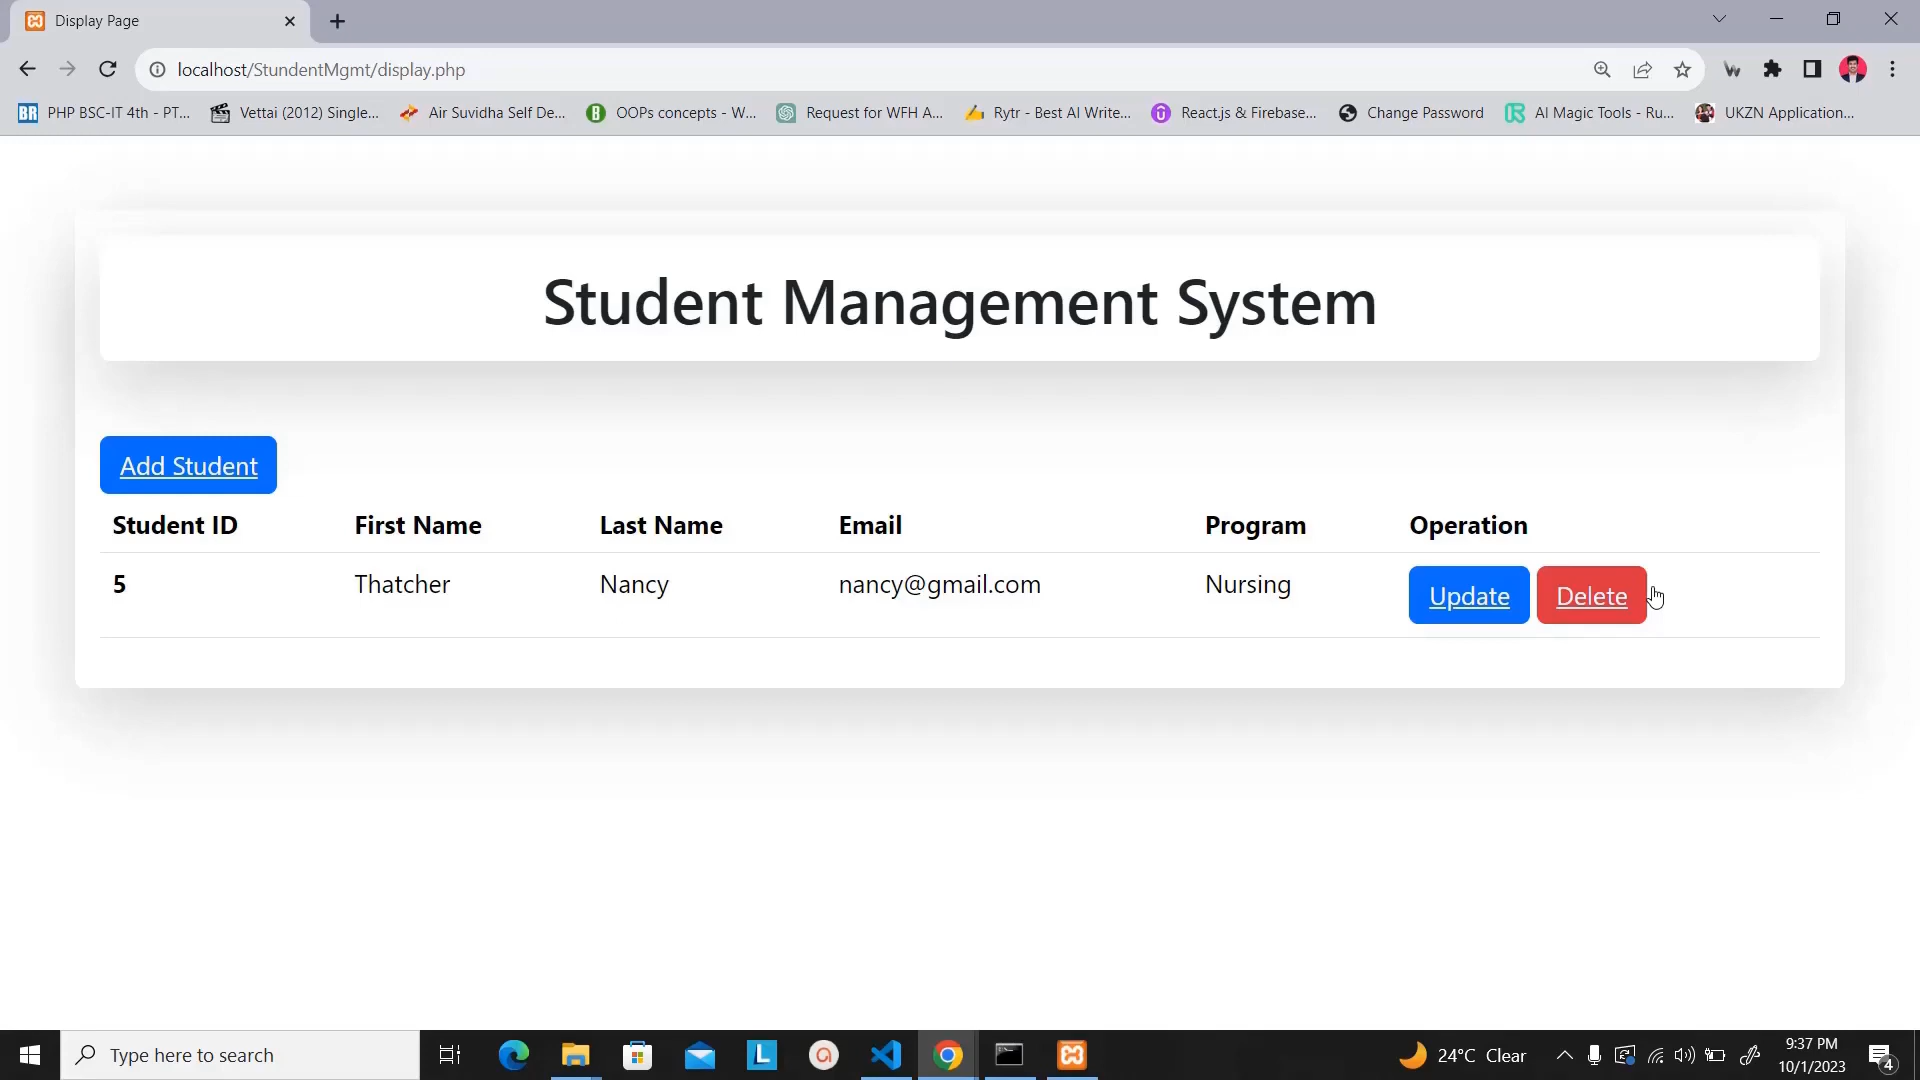 Display Page
localhost/StundentMgmt/display.php
BR PHP BSC-IT 4th - PT... Vettai (2012) Single... Air Suvidha Self De... B OOPs concepts - W... Request for WFH A... Rytr - Best AI Write... React.js & Firebase... Change Password AI Magic Tools - Ru... UKZN Application...
Student Management System
Add Student
Student ID First Name Last Name Email Program Operation
5 Thatcher Nancy nancy@gmail.com Nursing Update Delete
Type here to search L 24°C Clear 9:37 PM
10/1/2023 4